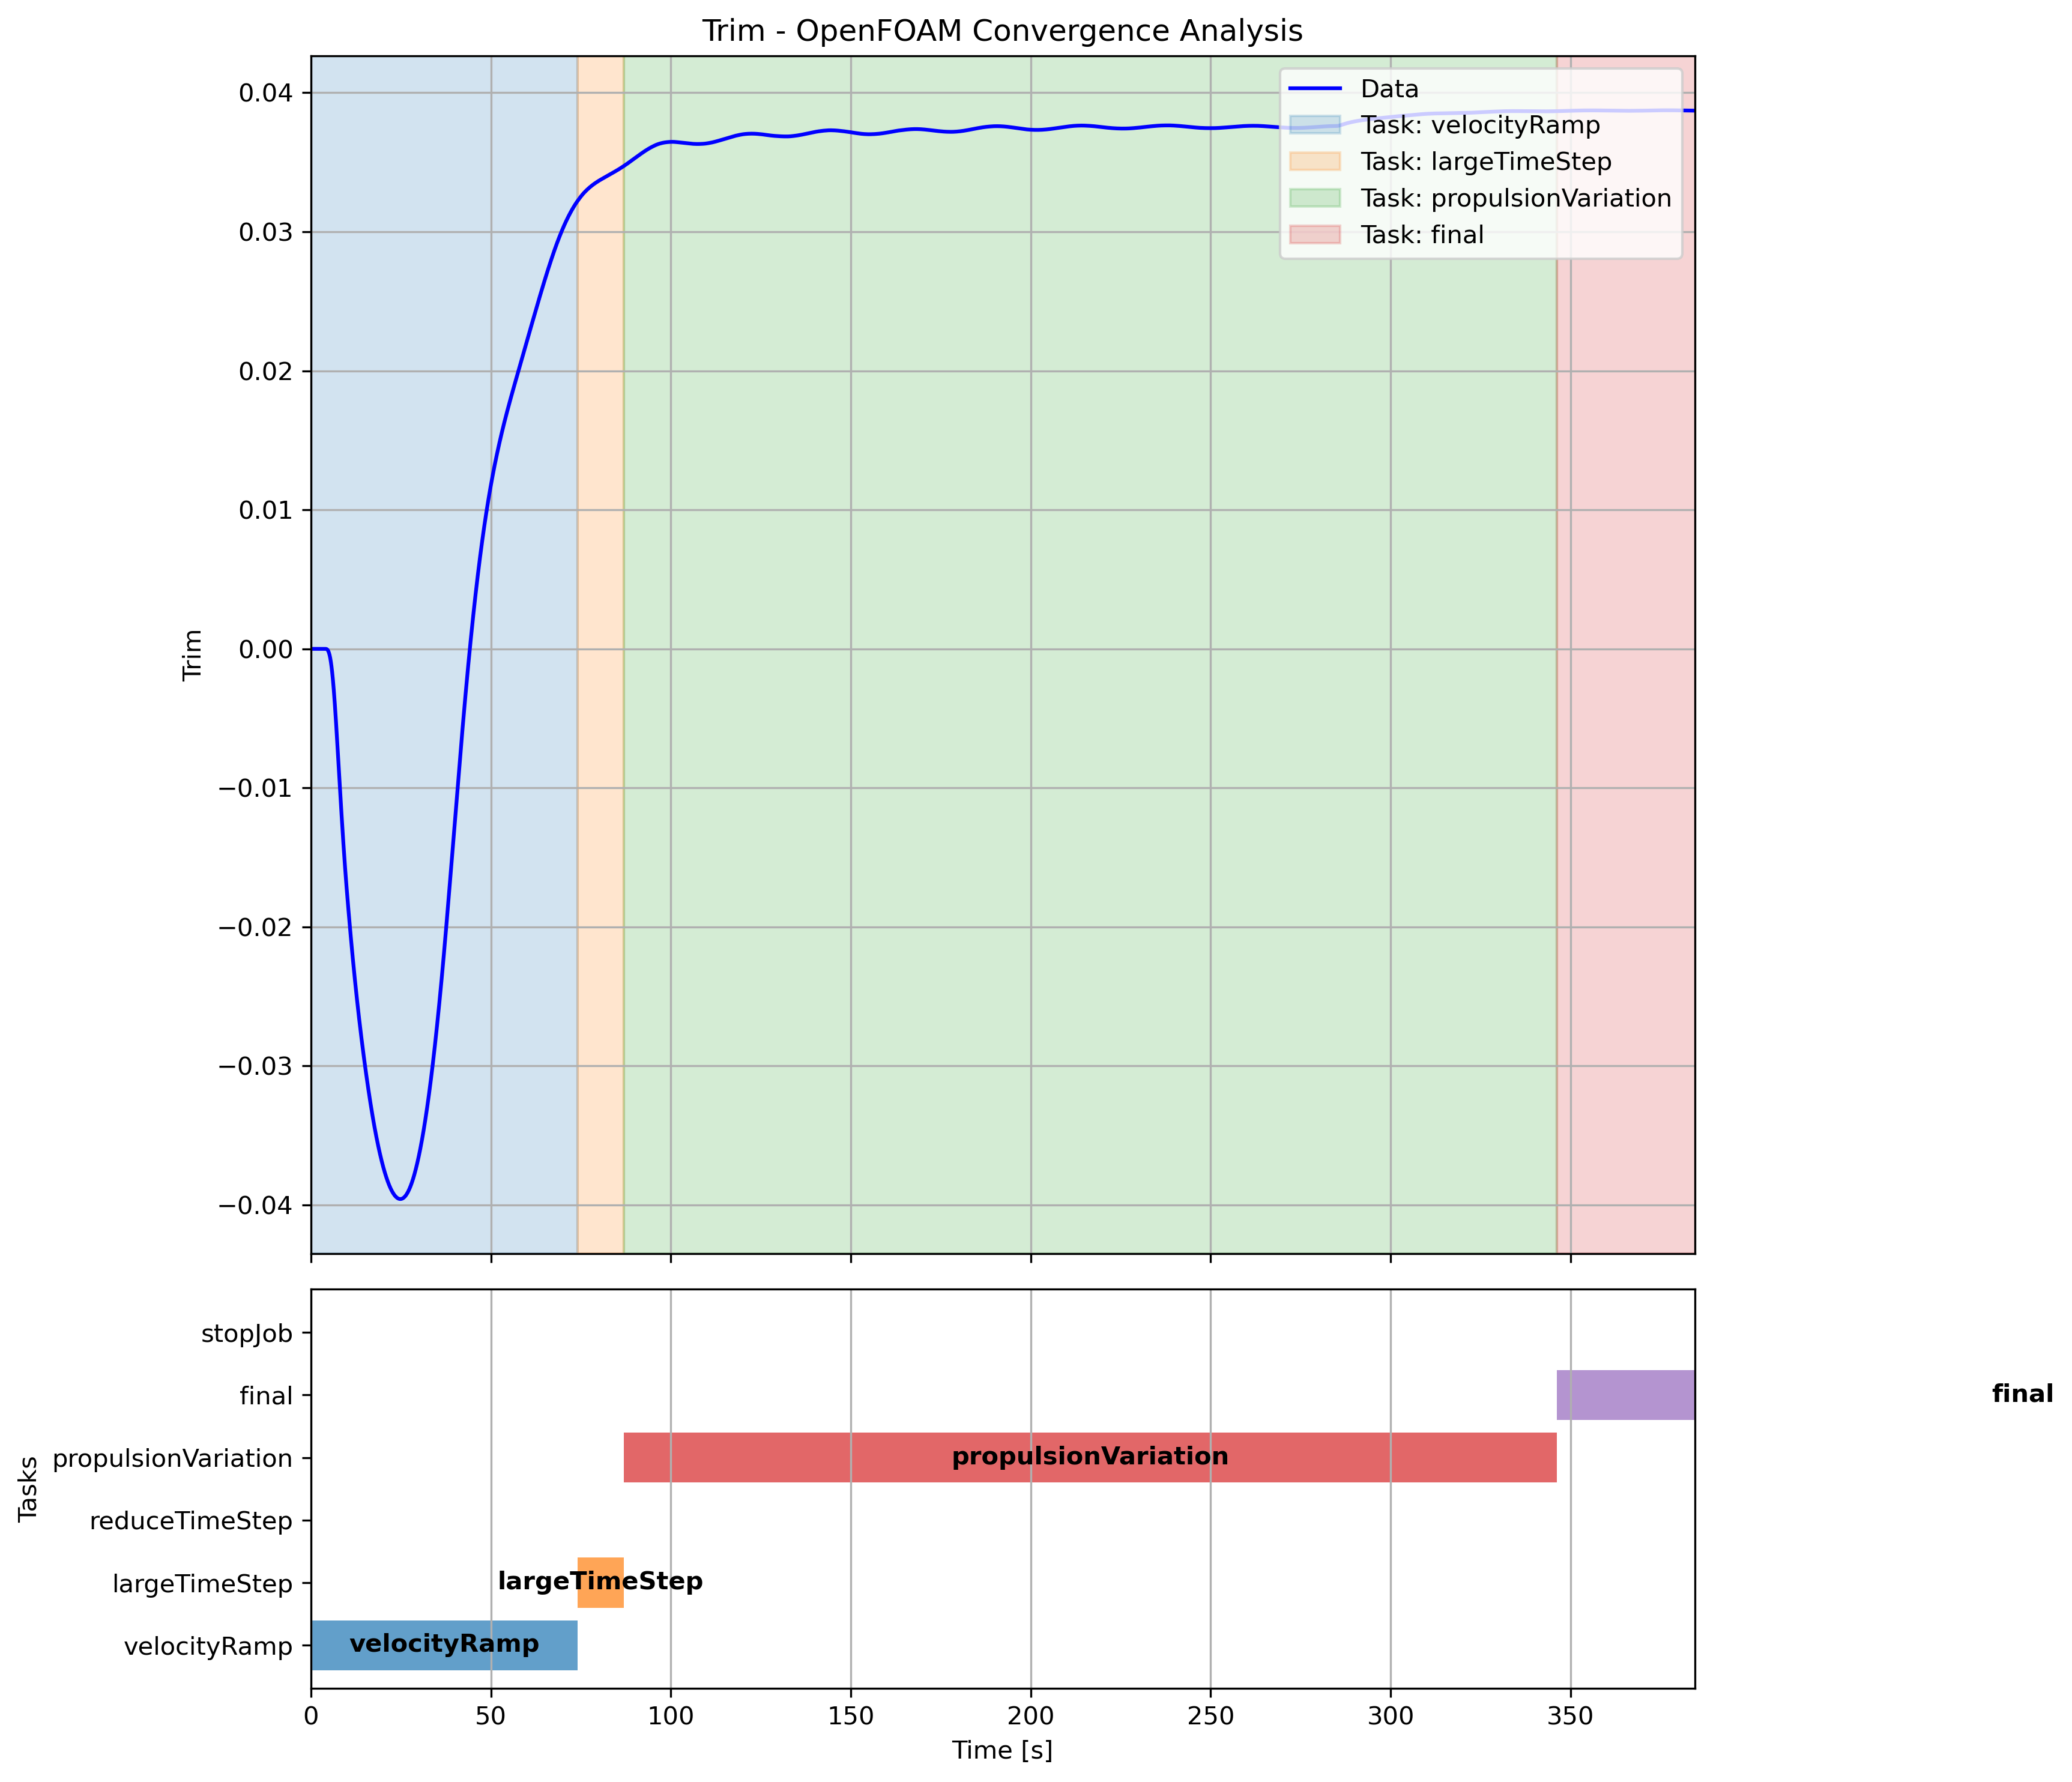 Trim - OpenFOAM Convergence Analysis
Trim
0.04
0.03
0.02
0.01
0.00
−0.01
−0.02
−0.03
−0.04
Data
Task: velocityRamp
Task: largeTimeStep
Task: propulsionVariation
Task: final
Tasks
stopJob
final
final
propulsionVariation
propulsionVariation
reduceTimeStep
largeTimeStep
largeTimeStep
velocityRamp
velocityRamp
0 50 100 150 200 250 300 350
Time [s]